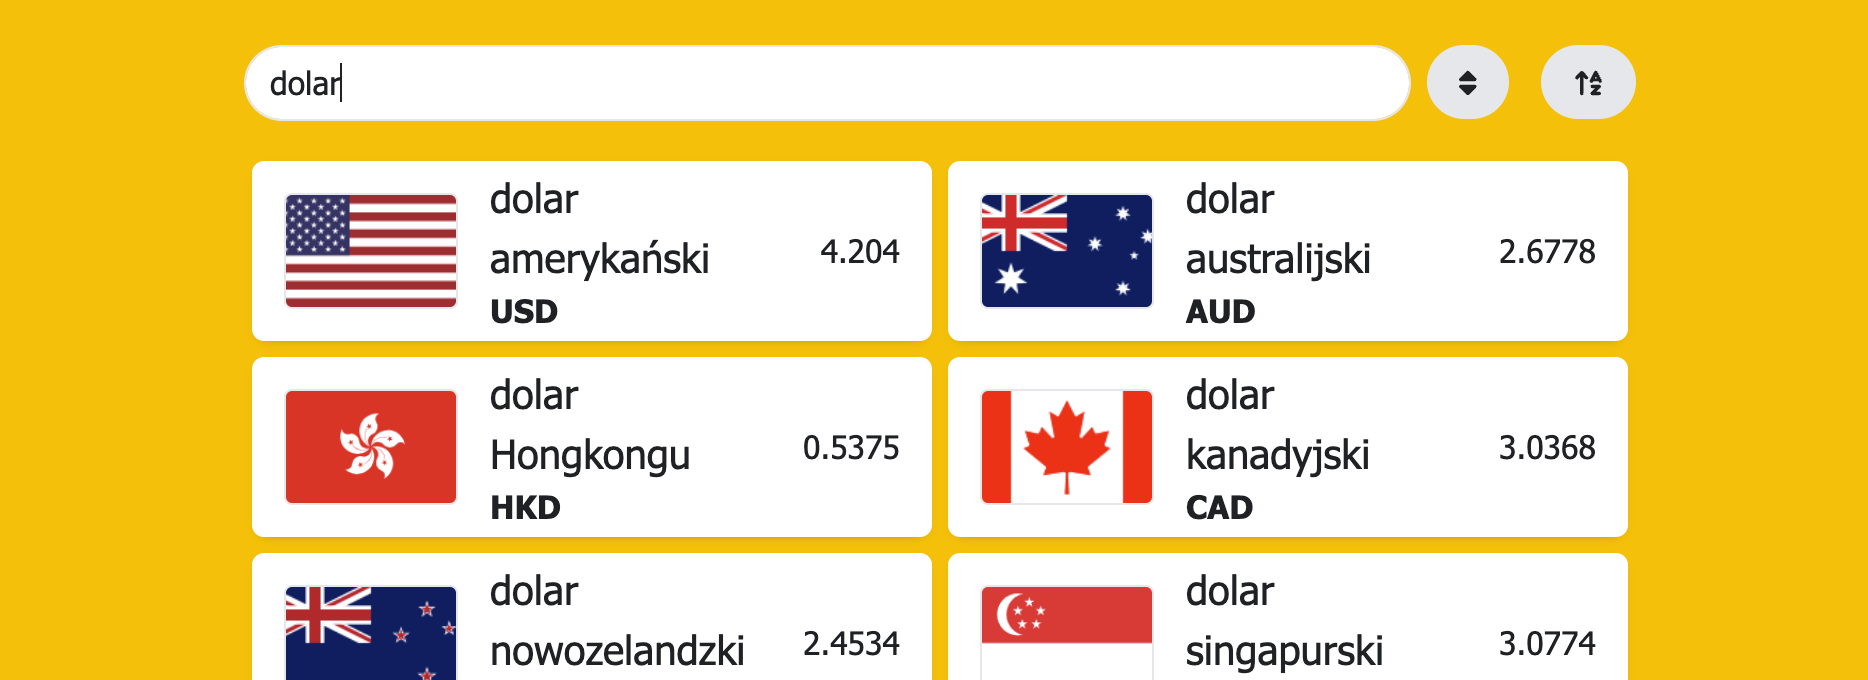 dolar
dolar
amerykański
USD
4.204
dolar
australijski
AUD
2.6778
dolar
Hongkongu
HKD
0.5375
dolar
kanadyjski
CAD
3.0368
dolar
nowozelandzki
2.4534
dolar
singapurski
3.0774